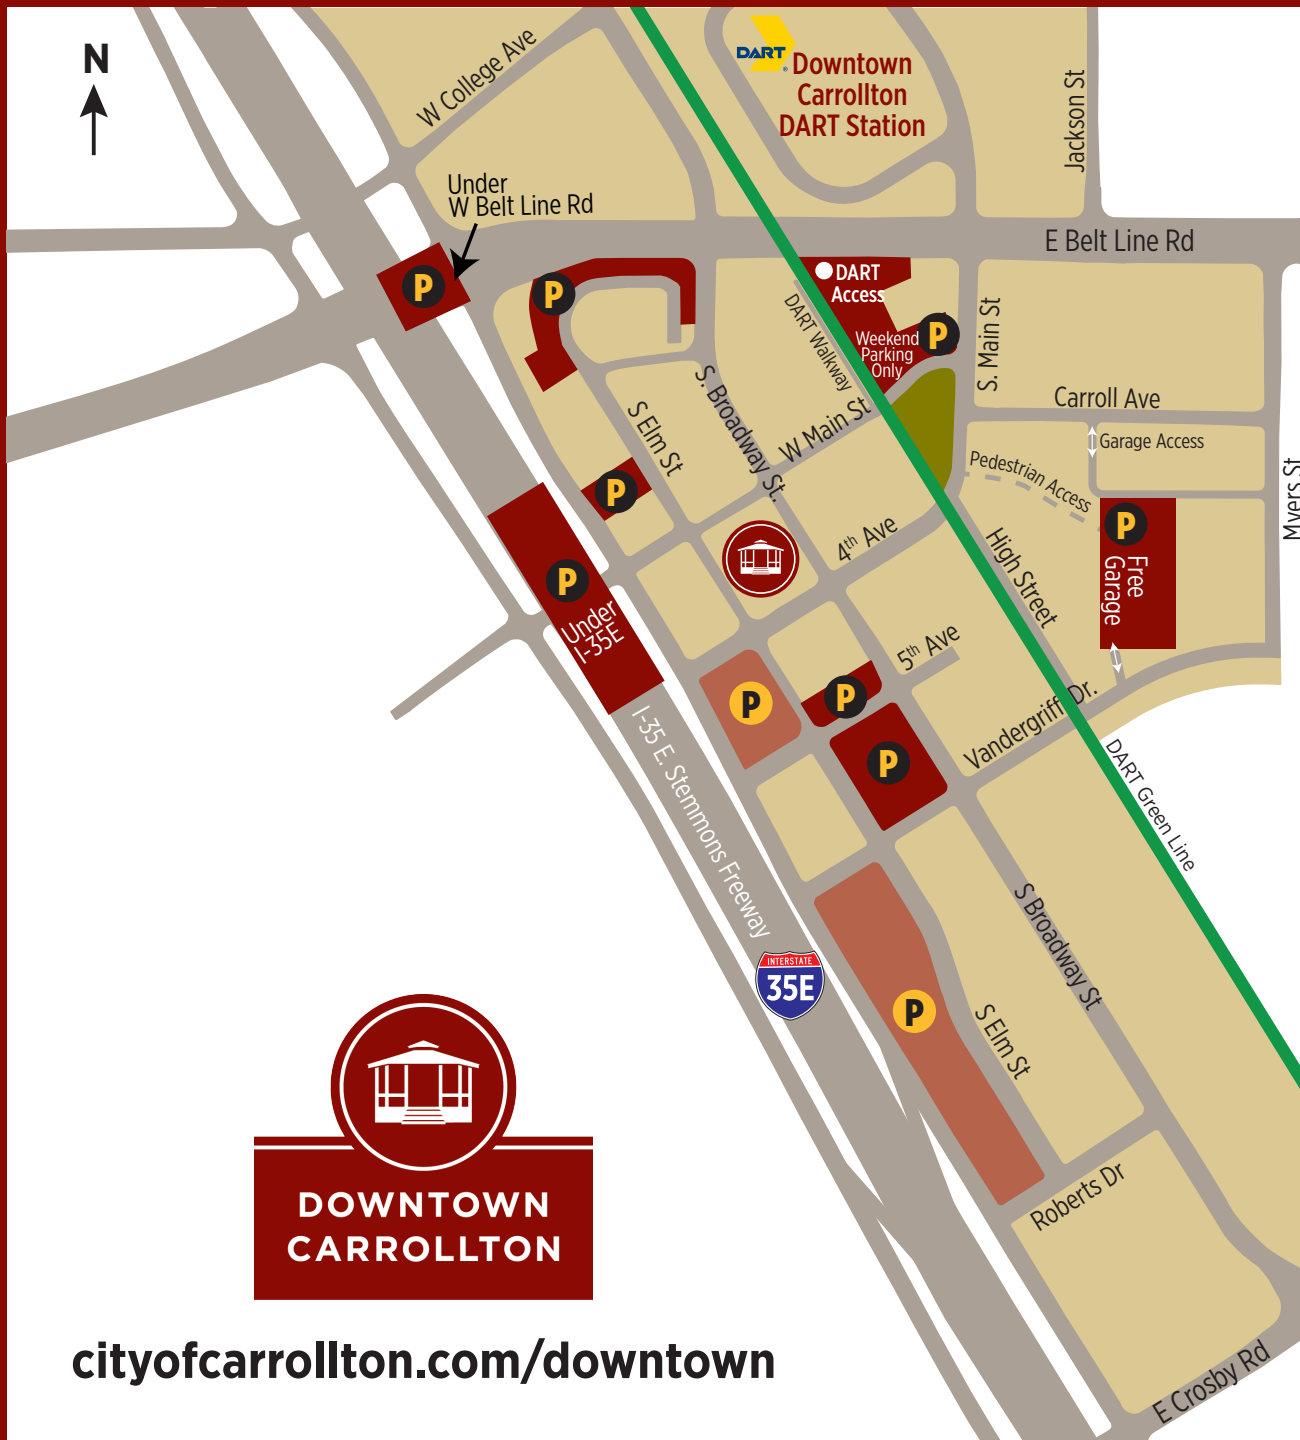 N
W College Ave
DART
Downtown
Carrollton
DART Station
Jackson St
Under
W Belt Line Rd
E Belt Line Rd
P
P
DART
Access
DART Walkway
Weekend
Parking
Only
P
S. Main St
Carroll Ave
Garage Access
Pedestrian Access
Myers St
S. Broadway St.
S Elm St
W Main St
P
4th Ave
P
Free
Garage
High Street
P
Under
I-35E
5th Ave
P
P
P
Vandergriff Dr.
I-35 E. Stemmons Freeway
DART Green Line
INTERSTATE
35E
P
S Broadway St
S Elm St
Roberts Dr
E Crosby Rd
DOWNTOWN
CARROLLTON
cityofcarrollton.com/downtown